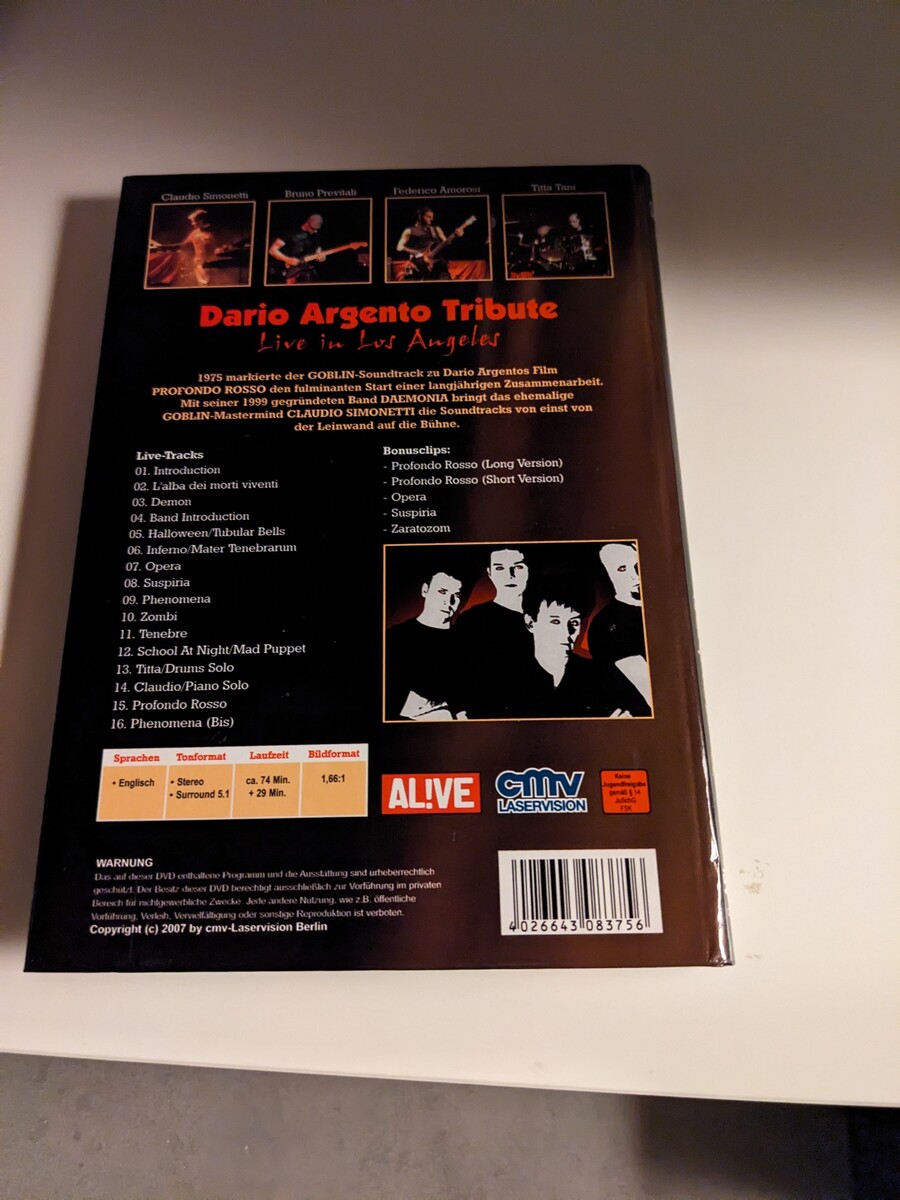 Claudio Simonetti
Bruno Previtali
Federico Amorosi
Titta Tani
Dario Argento Tribute
Live in Los Angeles
1975 markierte der GOBLIN-Soundtrack zu Dario Argentos Film
PROFONDO ROSSO den fulminanten Start einer langjährigen Zusammenarbeit.
Mit seiner 1999 gegründeten Band DAEMONIA bringt das ehemalige
GOBLIN-Mastermind CLAUDIO SIMONETTI die Soundtracks von einst von
der Leinwand auf die Bühne.
Live-Tracks
01. Introduction
02. L'alba dei morti viventi
03. Demon
04. Band Introduction
05. Halloween/Tubular Bells
06. Inferno/Mater Tenebrarum
07. Opera
08. Suspiria
09. Phenomena
10. Zombi
11. Tenebre
12. School At Night/Mad Puppet
13. Titta/Drums Solo
14. Claudio/Piano Solo
15. Profondo Rosso
16. Phenomena (Bis)
Bonusclips:
- Profondo Rosso (Long Version)
- Profondo Rosso (Short Version)
- Opera
- Suspiria
- Zaratozom
Sprachen Tonformat Laufzeit Bildformat
• Englisch • Stereo ca. 74 Min. 1,66:1
• Surround 5.1 + 29 Min.
AL!VE
cmv
LASERVISION
Keine
Jugendfreigabe
gemäß § 14
JuSchG
FSK
WARNUNG
Das auf dieser DVD enthaltene Programm und die Ausstattung sind urheberrechtlich
geschützt. Der Besitz dieser DVD berechtigt ausschließlich zur Vorführung im privaten
Bereich für nichtgewerbliche Zwecke. Jede andere Nutzung, wie z.B. öffentliche
Vorführung, Verleih, Vervielfältigung oder sonstige Reproduktion ist verboten.
Copyright (c) 2007 by cmv-Laservision Berlin
4 026643 083756